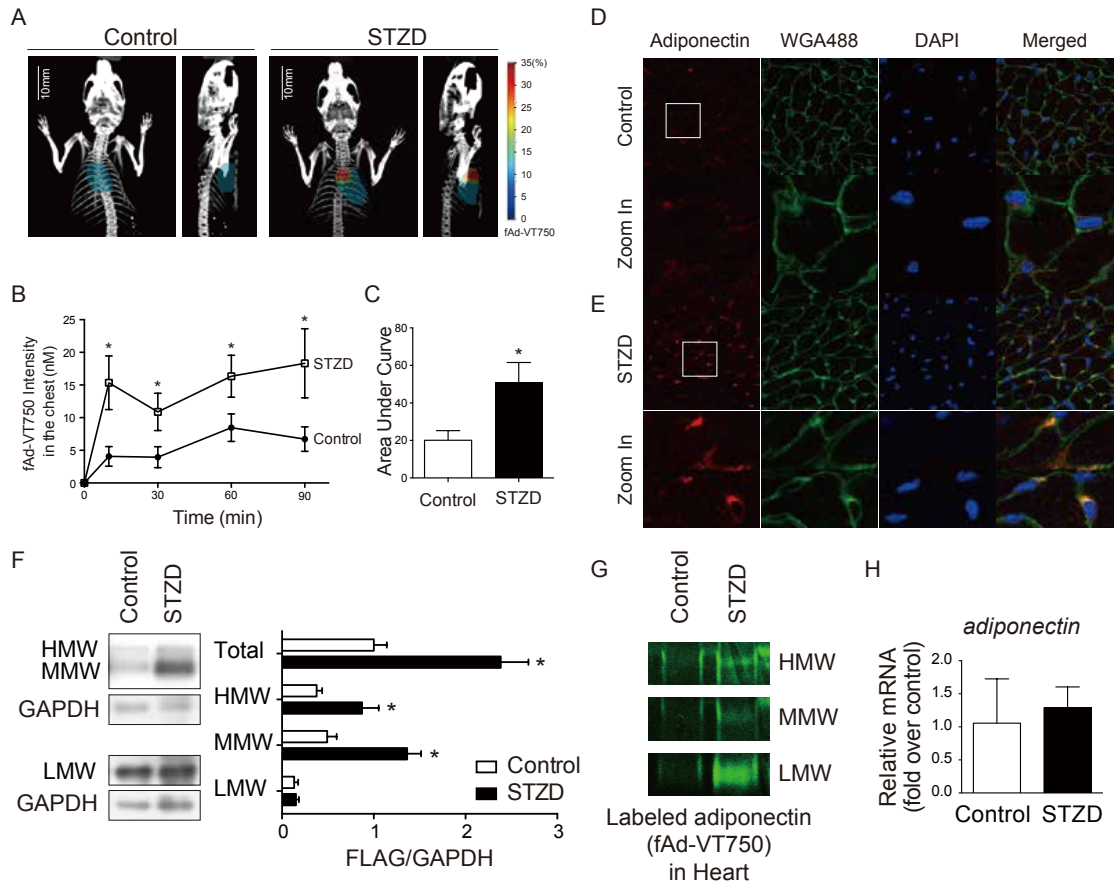 A
Control
STZD
10mm
10mm
35(%)
30
25
20
15
10
5
0
fAd-VT750
B
fAd-VT750 Intensity
in the chest (nM)
25
20
15
10
5
0
*
*
*
*
STZD
Control
0
30
60
90
Time (min)
C
Area Under Curve
80
60
40
20
0
*
Control
STZD
D
Adiponectin
WGA488
DAPI
Merged
Control
Zoom In
E
STZD
Zoom In
F
Control
STZD
HMW
MMW
GAPDH
LMW
GAPDH
Total
HMW
MMW
LMW
*
*
*
Control
STZD
0
1
2
3
FLAG/GAPDH
G
Control
STZD
HMW
MMW
LMW
Labeled adiponectin
(fAd-VT750)
in Heart
H
adiponectin
Relative mRNA
(fold over control)
2.0
1.5
1.0
0.5
0.0
Control
STZD